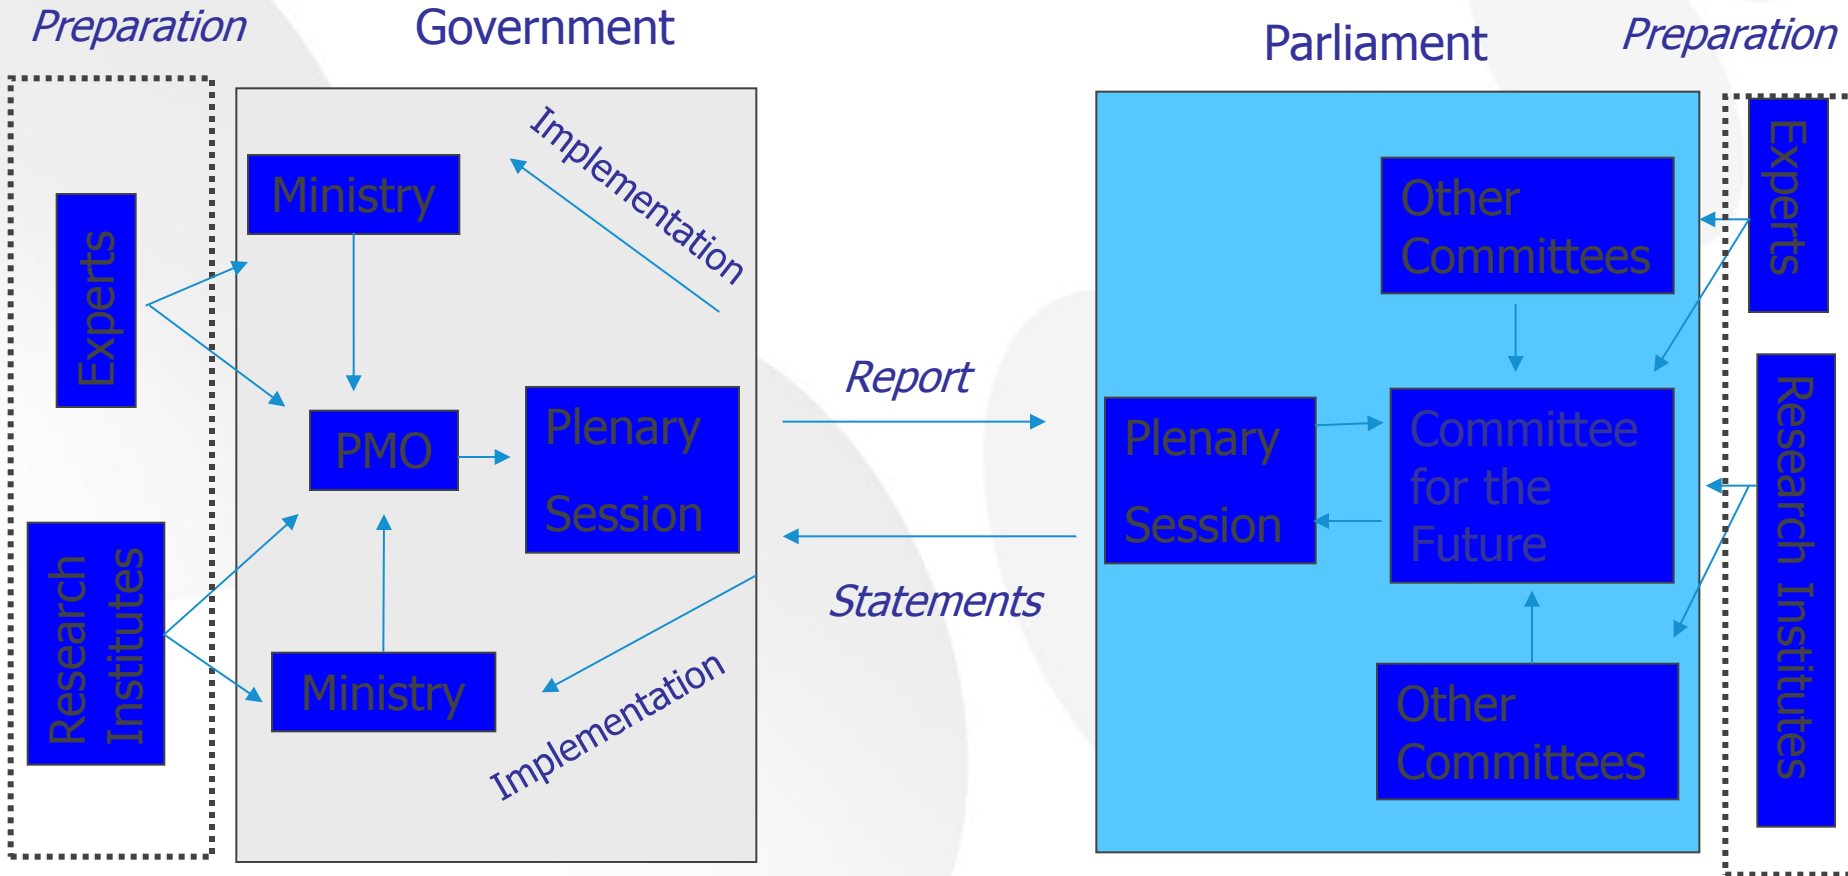 Preparation
Government
Parliament
Preparation
Experts
Research
Institutes
Ministry
Implementation
PMO
Plenary
Session
Ministry
Implementation
Report
Statements
Other
Committees
Plenary
Session
Committee
for the
Future
Other
Committees
Experts
Research Institutes